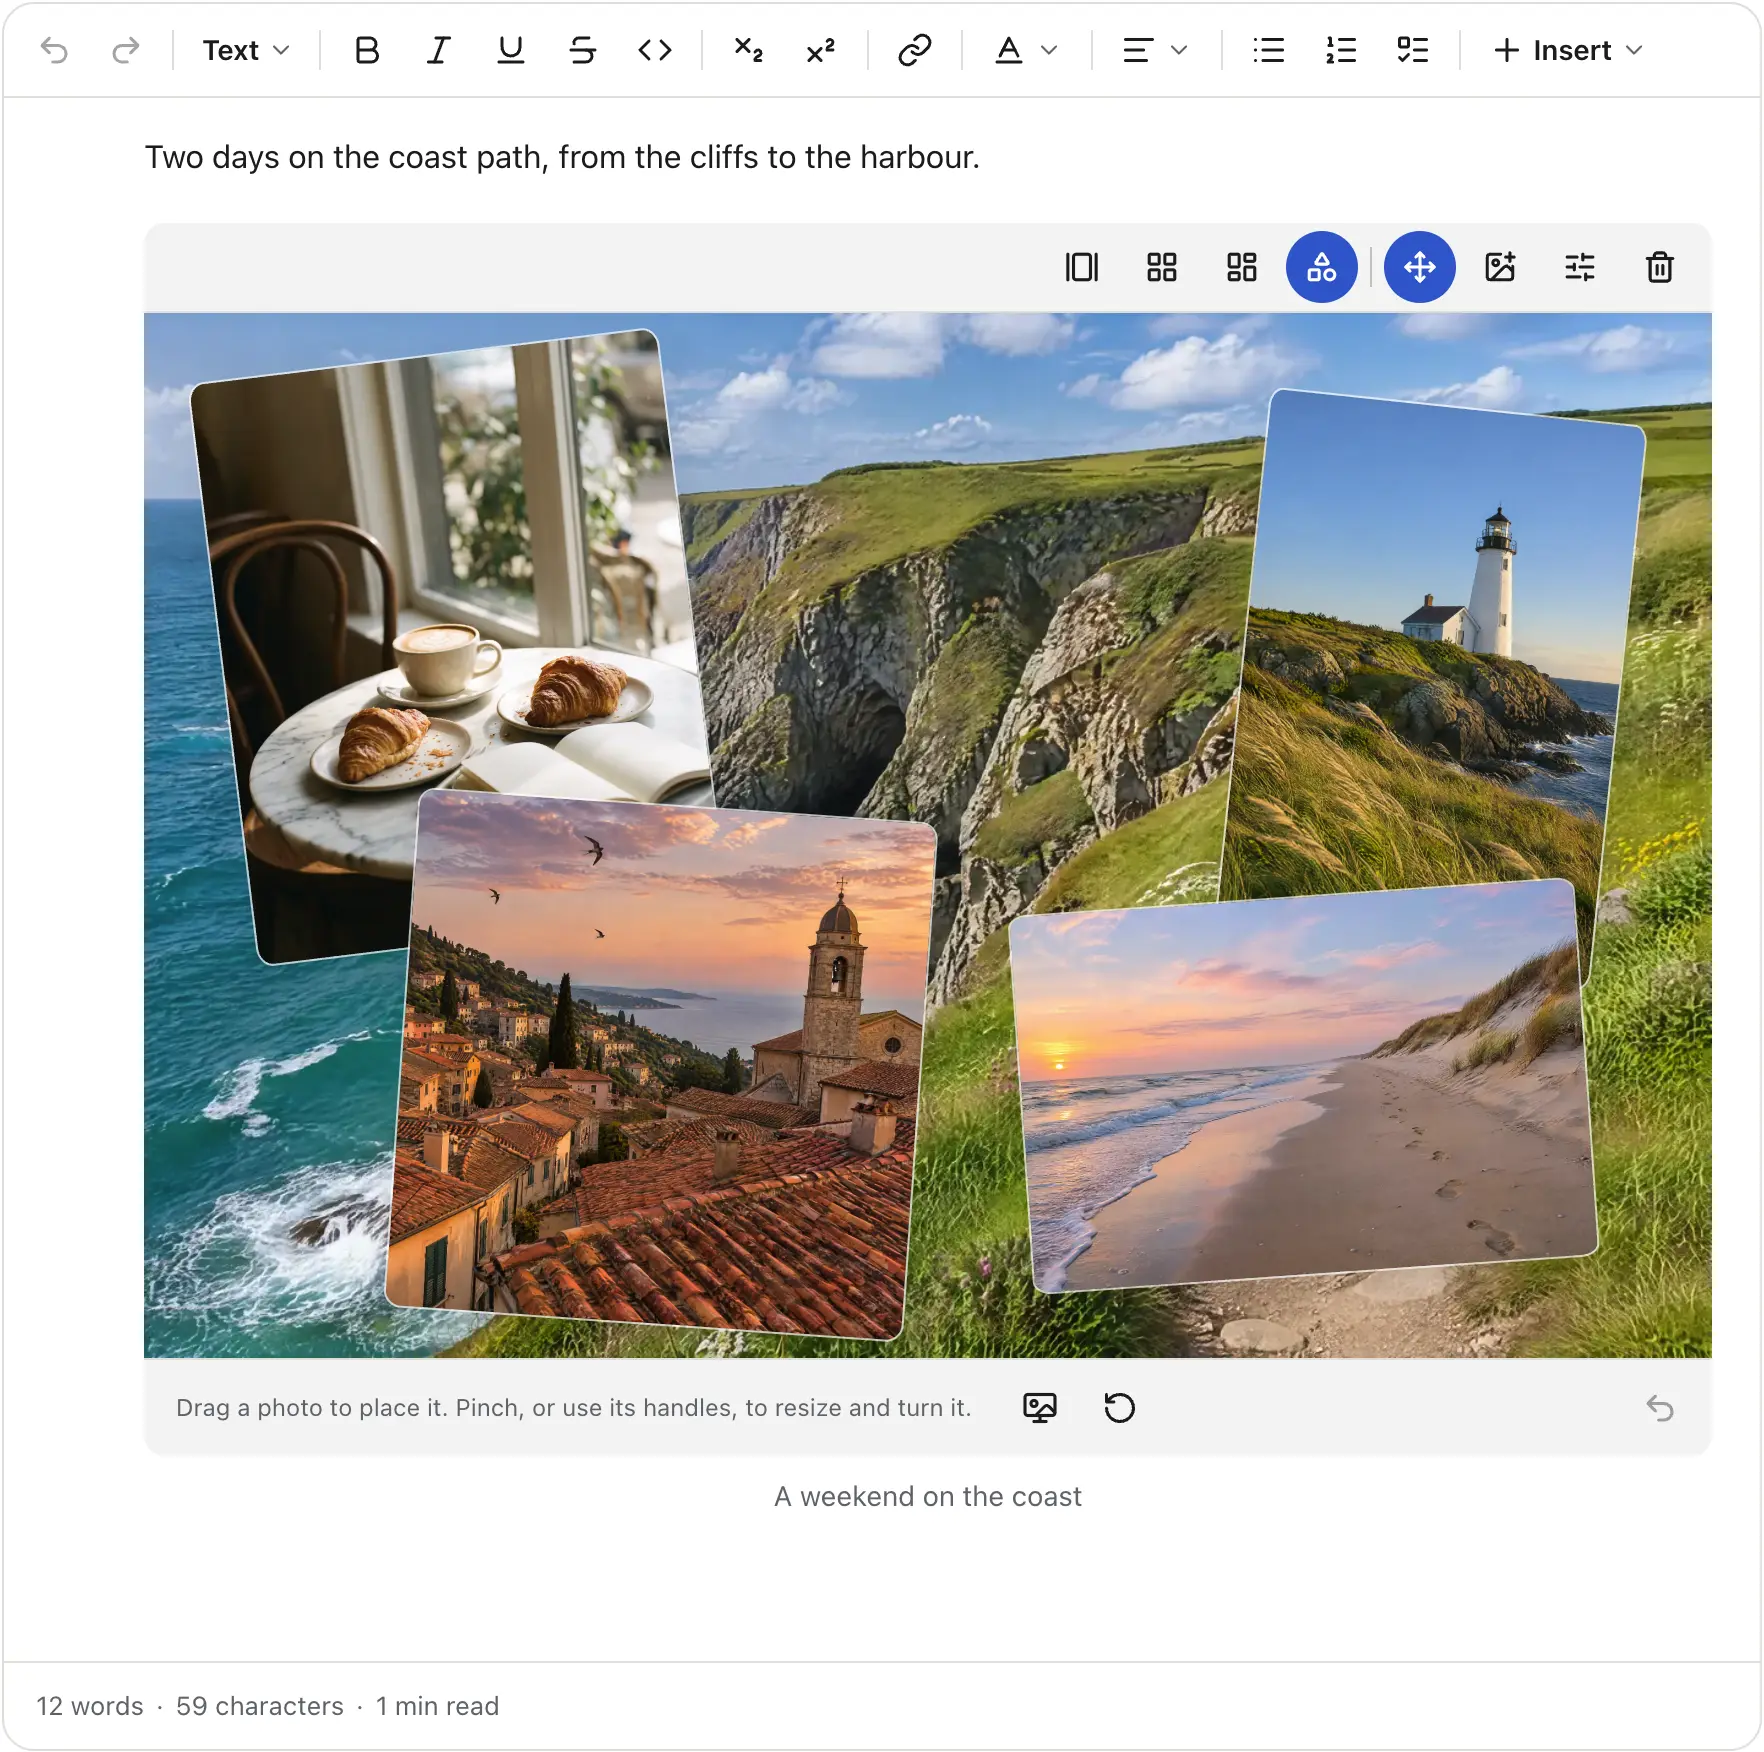 Text
Insert
Two days on the coast path, from the cliffs to the harbour.
Drag a photo to place it. Pinch, or use its handles, to resize and turn it.
A weekend on the coast
12 words · 59 characters · 1 min read